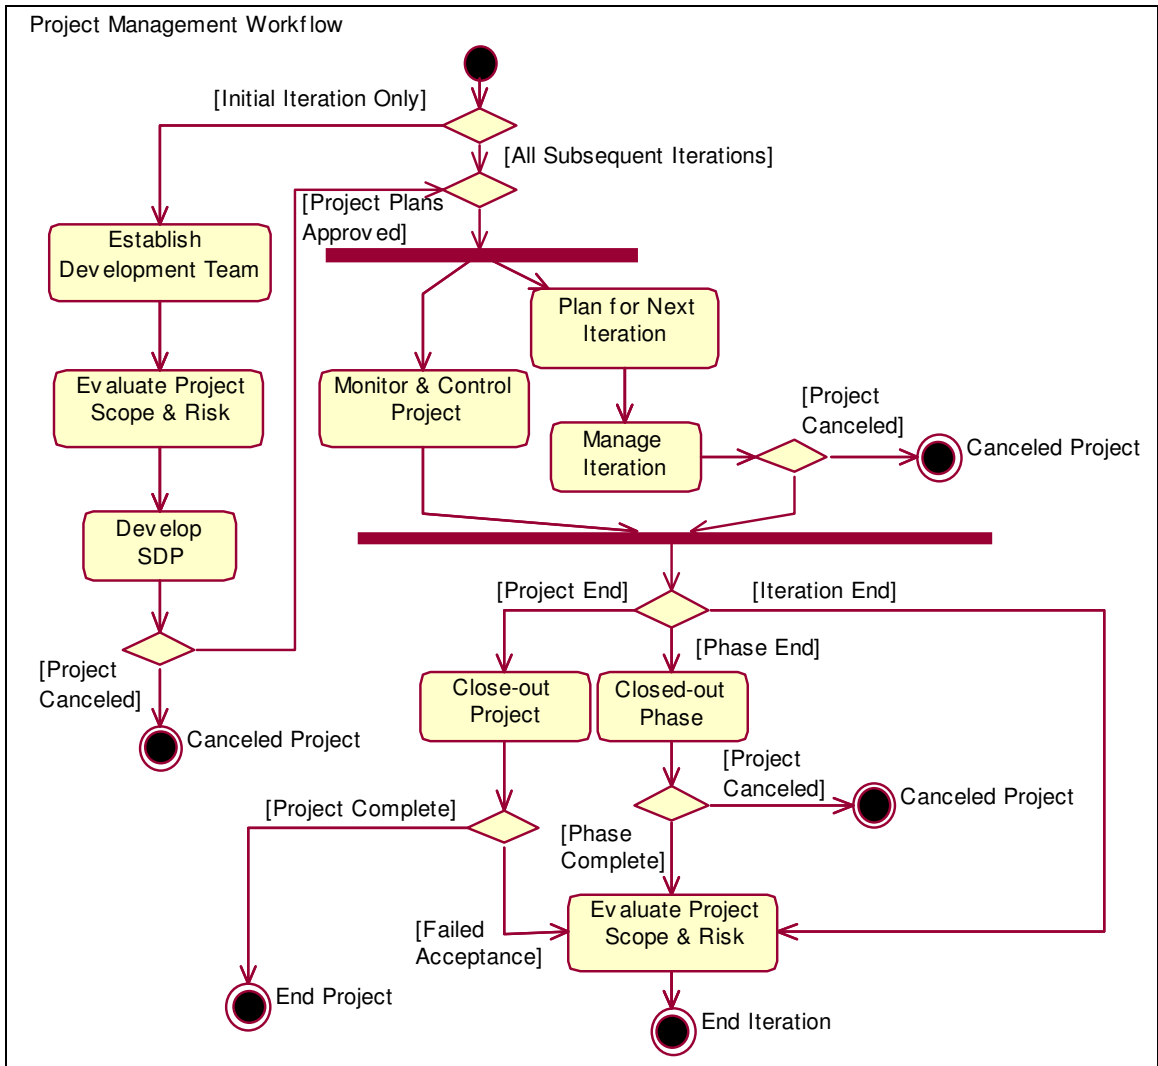 Project Management Workflow
[Initial Iteration Only]
[All Subsequent Iterations]
[Project Plans
Approved]
Establish
Development Team
Plan for Next
Iteration
Evaluate Project
Scope & Risk
Monitor & Control
Project
[Project
Canceled]
Manage
Iteration
Canceled Project
Develop
SDP
[Project End]
[Iteration End]
[Phase End]
[Project
Canceled]
Close-out
Project
Closed-out
Phase
Canceled Project
[Project
Canceled]
Canceled Project
[Project Complete]
[Phase
Complete]
Evaluate Project
Scope & Risk
[Failed
Acceptance]
End Project
End Iteration